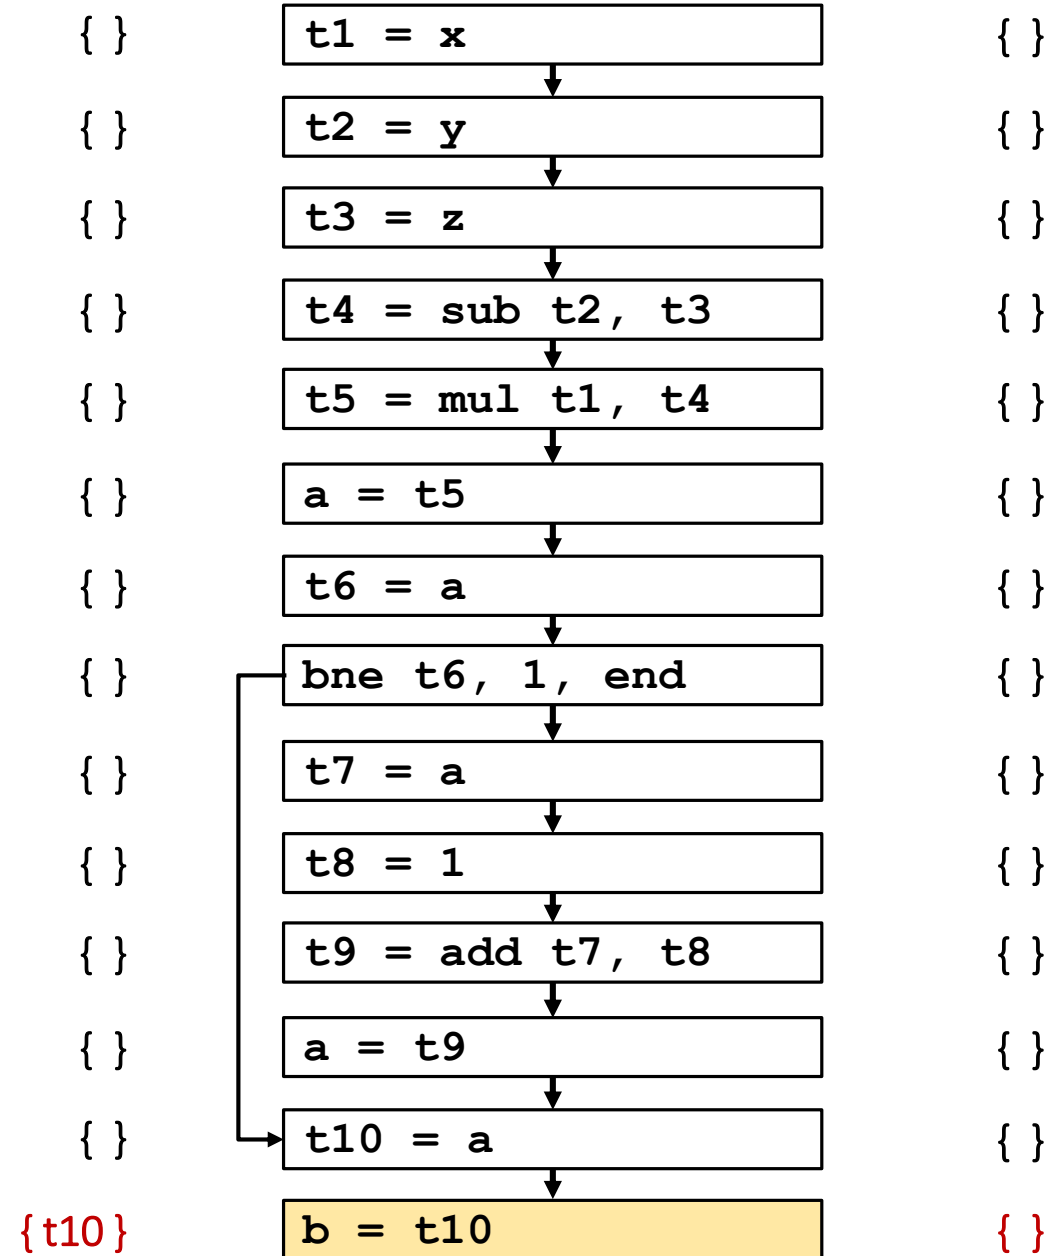 { } t1 = x { }
{ } t2 = y { }
{ } t3 = z { }
{ } t4 = sub t2, t3 { }
{ } t5 = mul t1, t4 { }
{ } a = t5 { }
{ } t6 = a { }
{ } bne t6, 1, end { }
{ } t7 = a { }
{ } t8 = 1 { }
{ } t9 = add t7, t8 { }
{ } a = t9 { }
{ } t10 = a { }
{t10} b = t10 { }